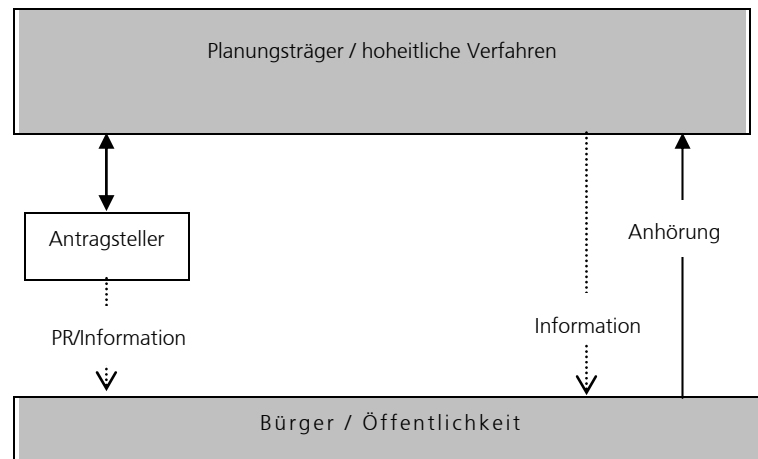 Planungsträger / hoheitliche Verfahren
Antragsteller
Anhörung
PR/Information
Information
Bürger / Öffentlichkeit